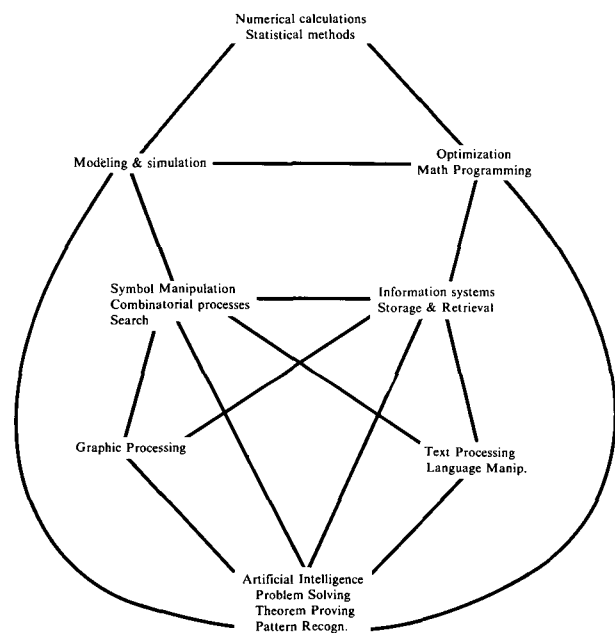 Numerical calculations
Statistical methods
Modeling & simulation
Optimization
Math Programming
Symbol Manipulation
Combinatorial processes
Search
Information systems
Storage & Retrieval
Graphic Processing
Text Processing
Language Manip.
Artificial Intelligence
Problem Solving
Theorem Proving
Pattern Recogn.